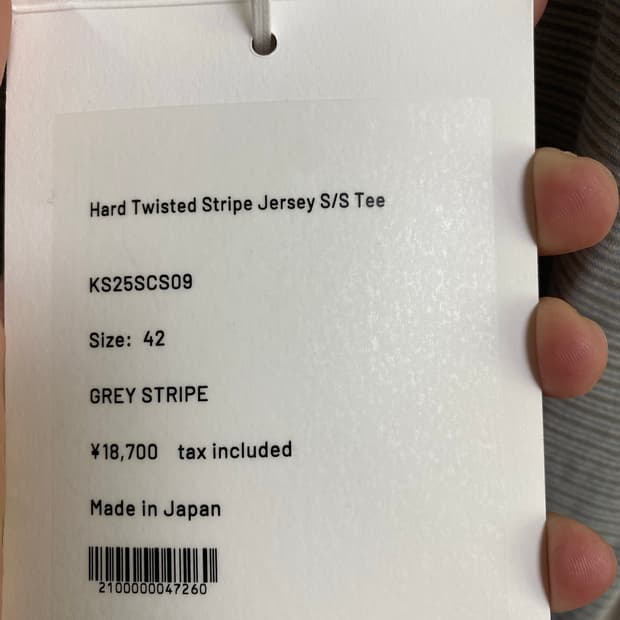 Hard Twisted Stripe Jersey S/S Tee
KS25SCS09
Size: 42
GREY STRIPE
¥18,700 tax included
Made in Japan
2100000047260